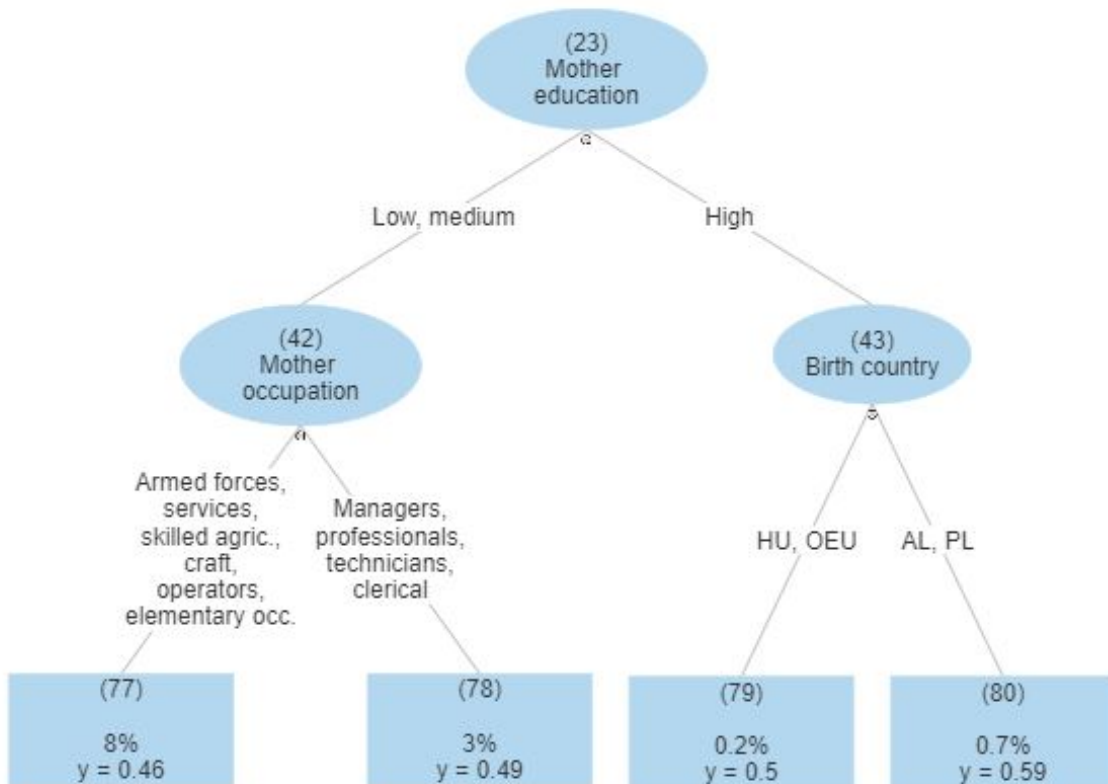 (23)
Mother
education
Low, medium
High
(42)
Mother
occupation
(43)
Birth country
Armed forces,
services,
skilled agric.,
craft,
operators,
elementary occ.
Managers,
professionals,
technicians,
clerical
HU, OEU
AL, PL
(77)
8%
y = 0.46
(78)
3%
y = 0.49
(79)
0.2%
y = 0.5
(80)
0.7%
y = 0.59